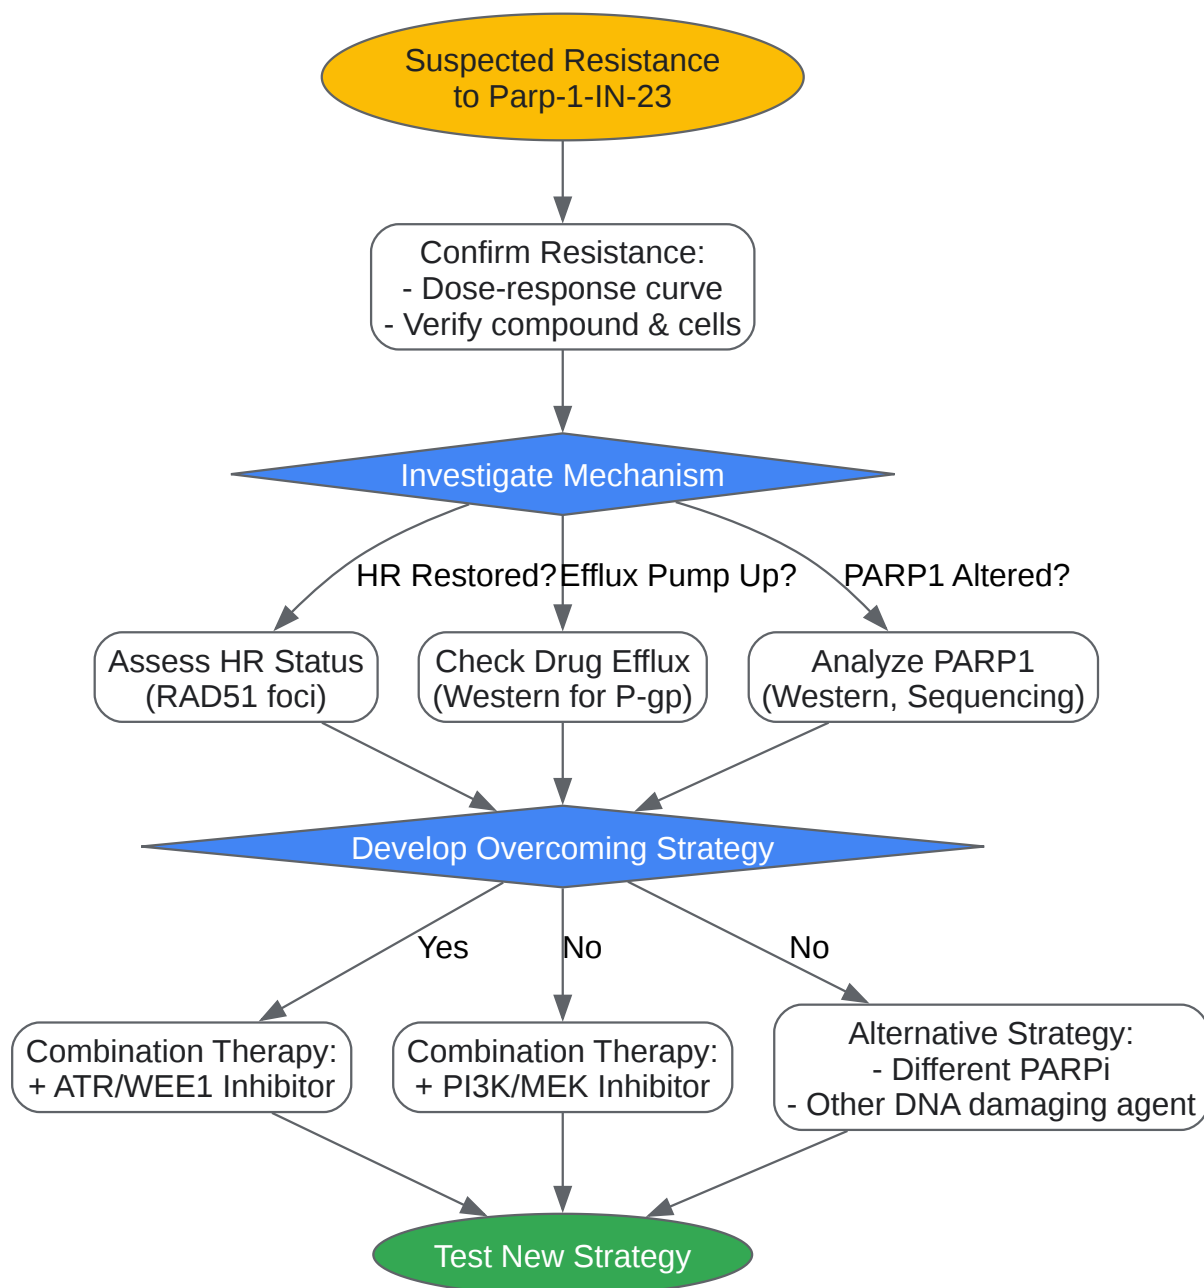 Suspected Resistance
to Parp-1-IN-23
Confirm Resistance:
- Dose-response curve
- Verify compound & cells
Investigate Mechanism
HR Restored?
Efflux Pump Up?
PARP1 Altered?
Assess HR Status
(RAD51 foci)
Check Drug Efflux
(Western for P-gp)
Analyze PARP1
(Western, Sequencing)
Develop Overcoming Strategy
Yes
No
No
Combination Therapy:
+ ATR/WEE1 Inhibitor
Combination Therapy:
+ PI3K/MEK Inhibitor
Alternative Strategy:
- Different PARPi
- Other DNA damaging agent
Test New Strategy